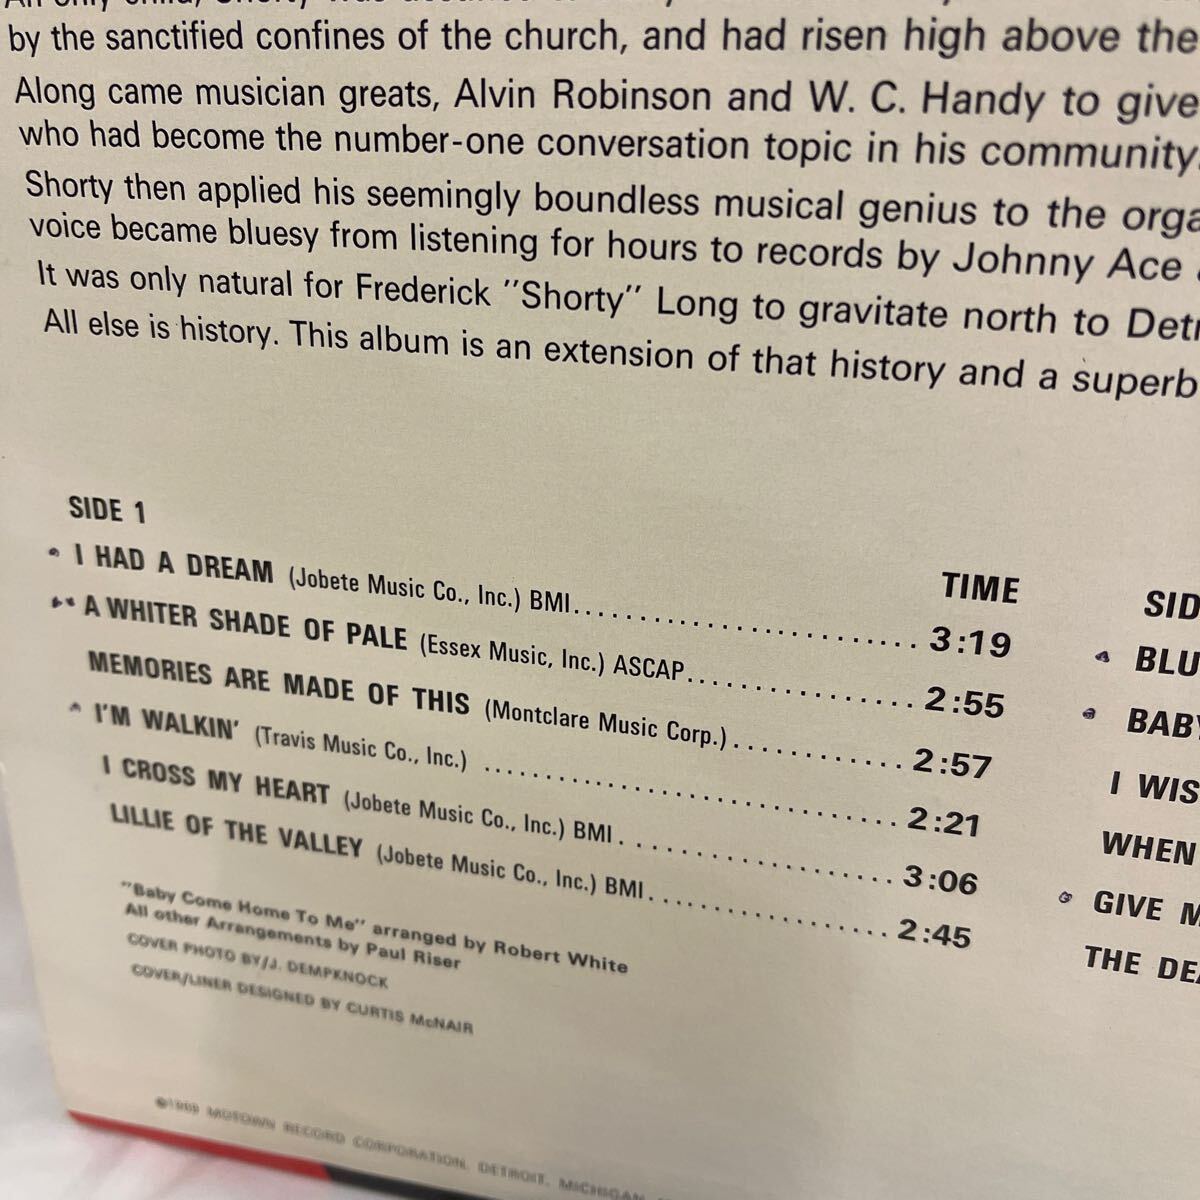 by the sanctified confines of the church, and had risen high above the
Along came musician greats, Alvin Robinson and W. C. Handy to give
who had become the number-one conversation topic in his community.
Shorty then applied his seemingly boundless musical genius to the
voice became bluesy from listening for hours to records by Johnny Ace
It was only natural for Frederick "Shorty" Long to gravitate north to
All else is history. This album is an extension of that history and a superb
SIDE 1
TIME
I HAD A DREAM (Jobete Music Co., Inc.) BMI........................ 3:19
A WHITER SHADE OF PALE (Essex Music, Inc.) ASCAP................ 2:55
MEMORIES ARE MADE OF THIS (Montclare Music Corp.)............ 2:57
I'M WALKIN' (Travis Music Co., Inc.) ............................. 2:21
I CROSS MY HEART (Jobete Music Co., Inc.) BMI................... 3:06
LILLIE OF THE VALLEY (Jobete Music Co., Inc.) BMI................. 2:45
"Baby Come Home To Me" arranged by Robert White
All other Arrangements by Paul Riser
COVER PHOTO BY/J. DEMPKNOCK
COVER/LINER DESIGNED BY CURTIS McNAIR
©1969 MOTOWN RECORD CORPORATION, DETROIT, MICHIGAN
SID
BLU
BABY
I WIS
WHEN
GIVE M
THE DEA